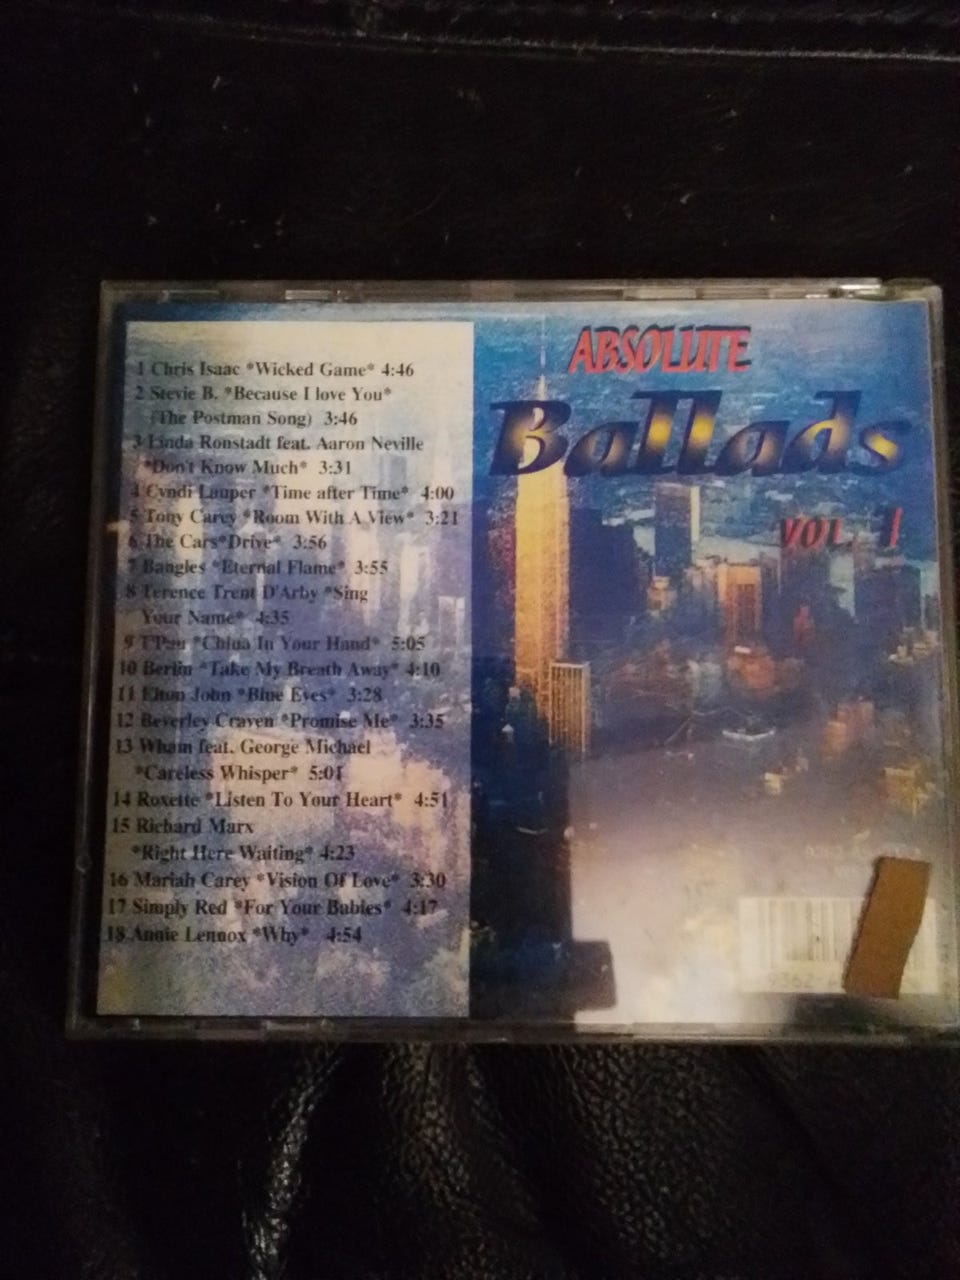 1 Chris Isaac *Wicked Game* 4:46
2 Stevie B. *Because I love You*
(The Postman Song) 3:46
3 Linda Ronstadt feat. Aaron Neville
*Don't Know Much* 3:31
4 Cyndi Lauper *Time after Time* 4:00
5 Tony Carey *Room With A View* 3:21
6 The Cars*Drive* 3:56
7 Bangles *Eternal Flame* 3:55
8 Terence Trent D'Arby *Sing
Your Name* 4:35
9 T'Pau *China In Your Hand* 5:05
10 Berlin *Take My Breath Away* 4:10
11 Elton John *Blue Eyes* 3:28
12 Beverley Craven *Promise Me* 3:35
13 Wham feat. George Michael
*Careless Whisper* 5:01
14 Roxette *Listen To Your Heart* 4:51
15 Richard Marx
*Right Here Waiting* 4:23
16 Mariah Carey *Vision Of Love* 3:30
17 Simply Red *For Your Babies* 4:17
18 Annie Lennox *Why* 4:54
ABSOLUTE
Ballads
VOL. 1